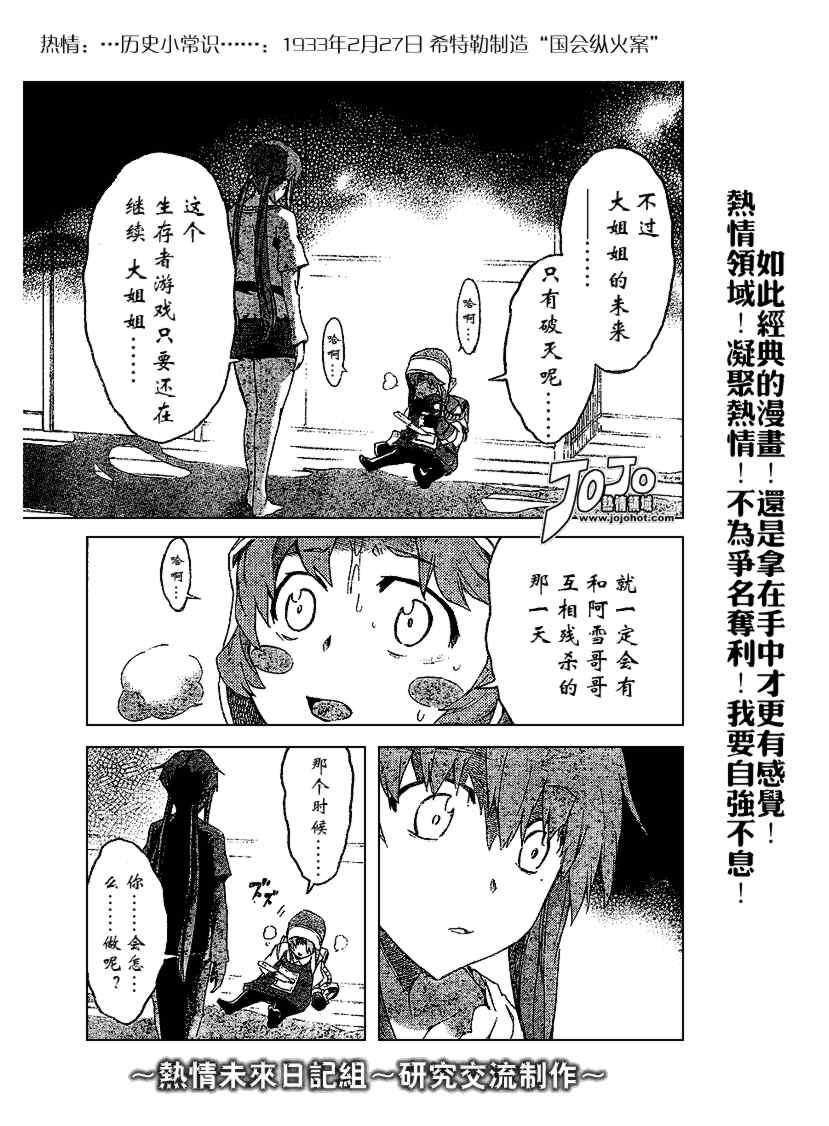 热情：…历史小常识……：1933年2月27日 希特勒制造“国会纵火案”
不过
大姐姐的未来
——……
只有破灭呢……
哈啊…
哈啊…
这个
生存者游戏只要还在
继续 大姐姐……
JOJO
熱情領域
www.jojohot.com
就一定会有
和阿雪哥哥
互相残杀的
那一天
哈啊…
那个时候……
ズズ
你……会怎…
么……做呢？
如此經典的漫畫！還是拿在手中才更有感覺！
熱情領域！凝聚熱情！不為爭名奪利！我要自強不息！
～熱情未來日記組～研究交流制作～